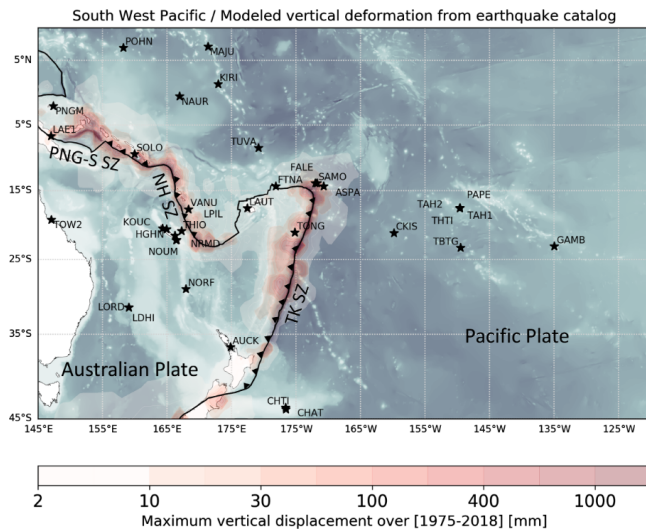 South West Pacific / Modeled vertical deformation from earthquake catalog
5°N
5°S
15°S
25°S
35°S
45°S
POHN
MAJU
KIRI
NAUR
PNGM
LAE1
PNG-S SZ
SOLO
TUVA
FALE
SAMO
FTNA
ASPA
NH SZ
VANU
LPIL
LAUT
PAPE
TAH2
TAH1
THTI
TOW2
KOUC
THIO
HGHN
NRMD
NOUM
TONG
CKIS
TBTG
GAMB
NORF
LORD
LDHI
TK SZ
AUCK
Pacific Plate
Australian Plate
CHTI
CHAT
145°E 155°E 165°E 175°E 175°W 165°W 155°W 145°W 135°W 125°W
2 10 30 100 400 1000
Maximum vertical displacement over [1975-2018] [mm]